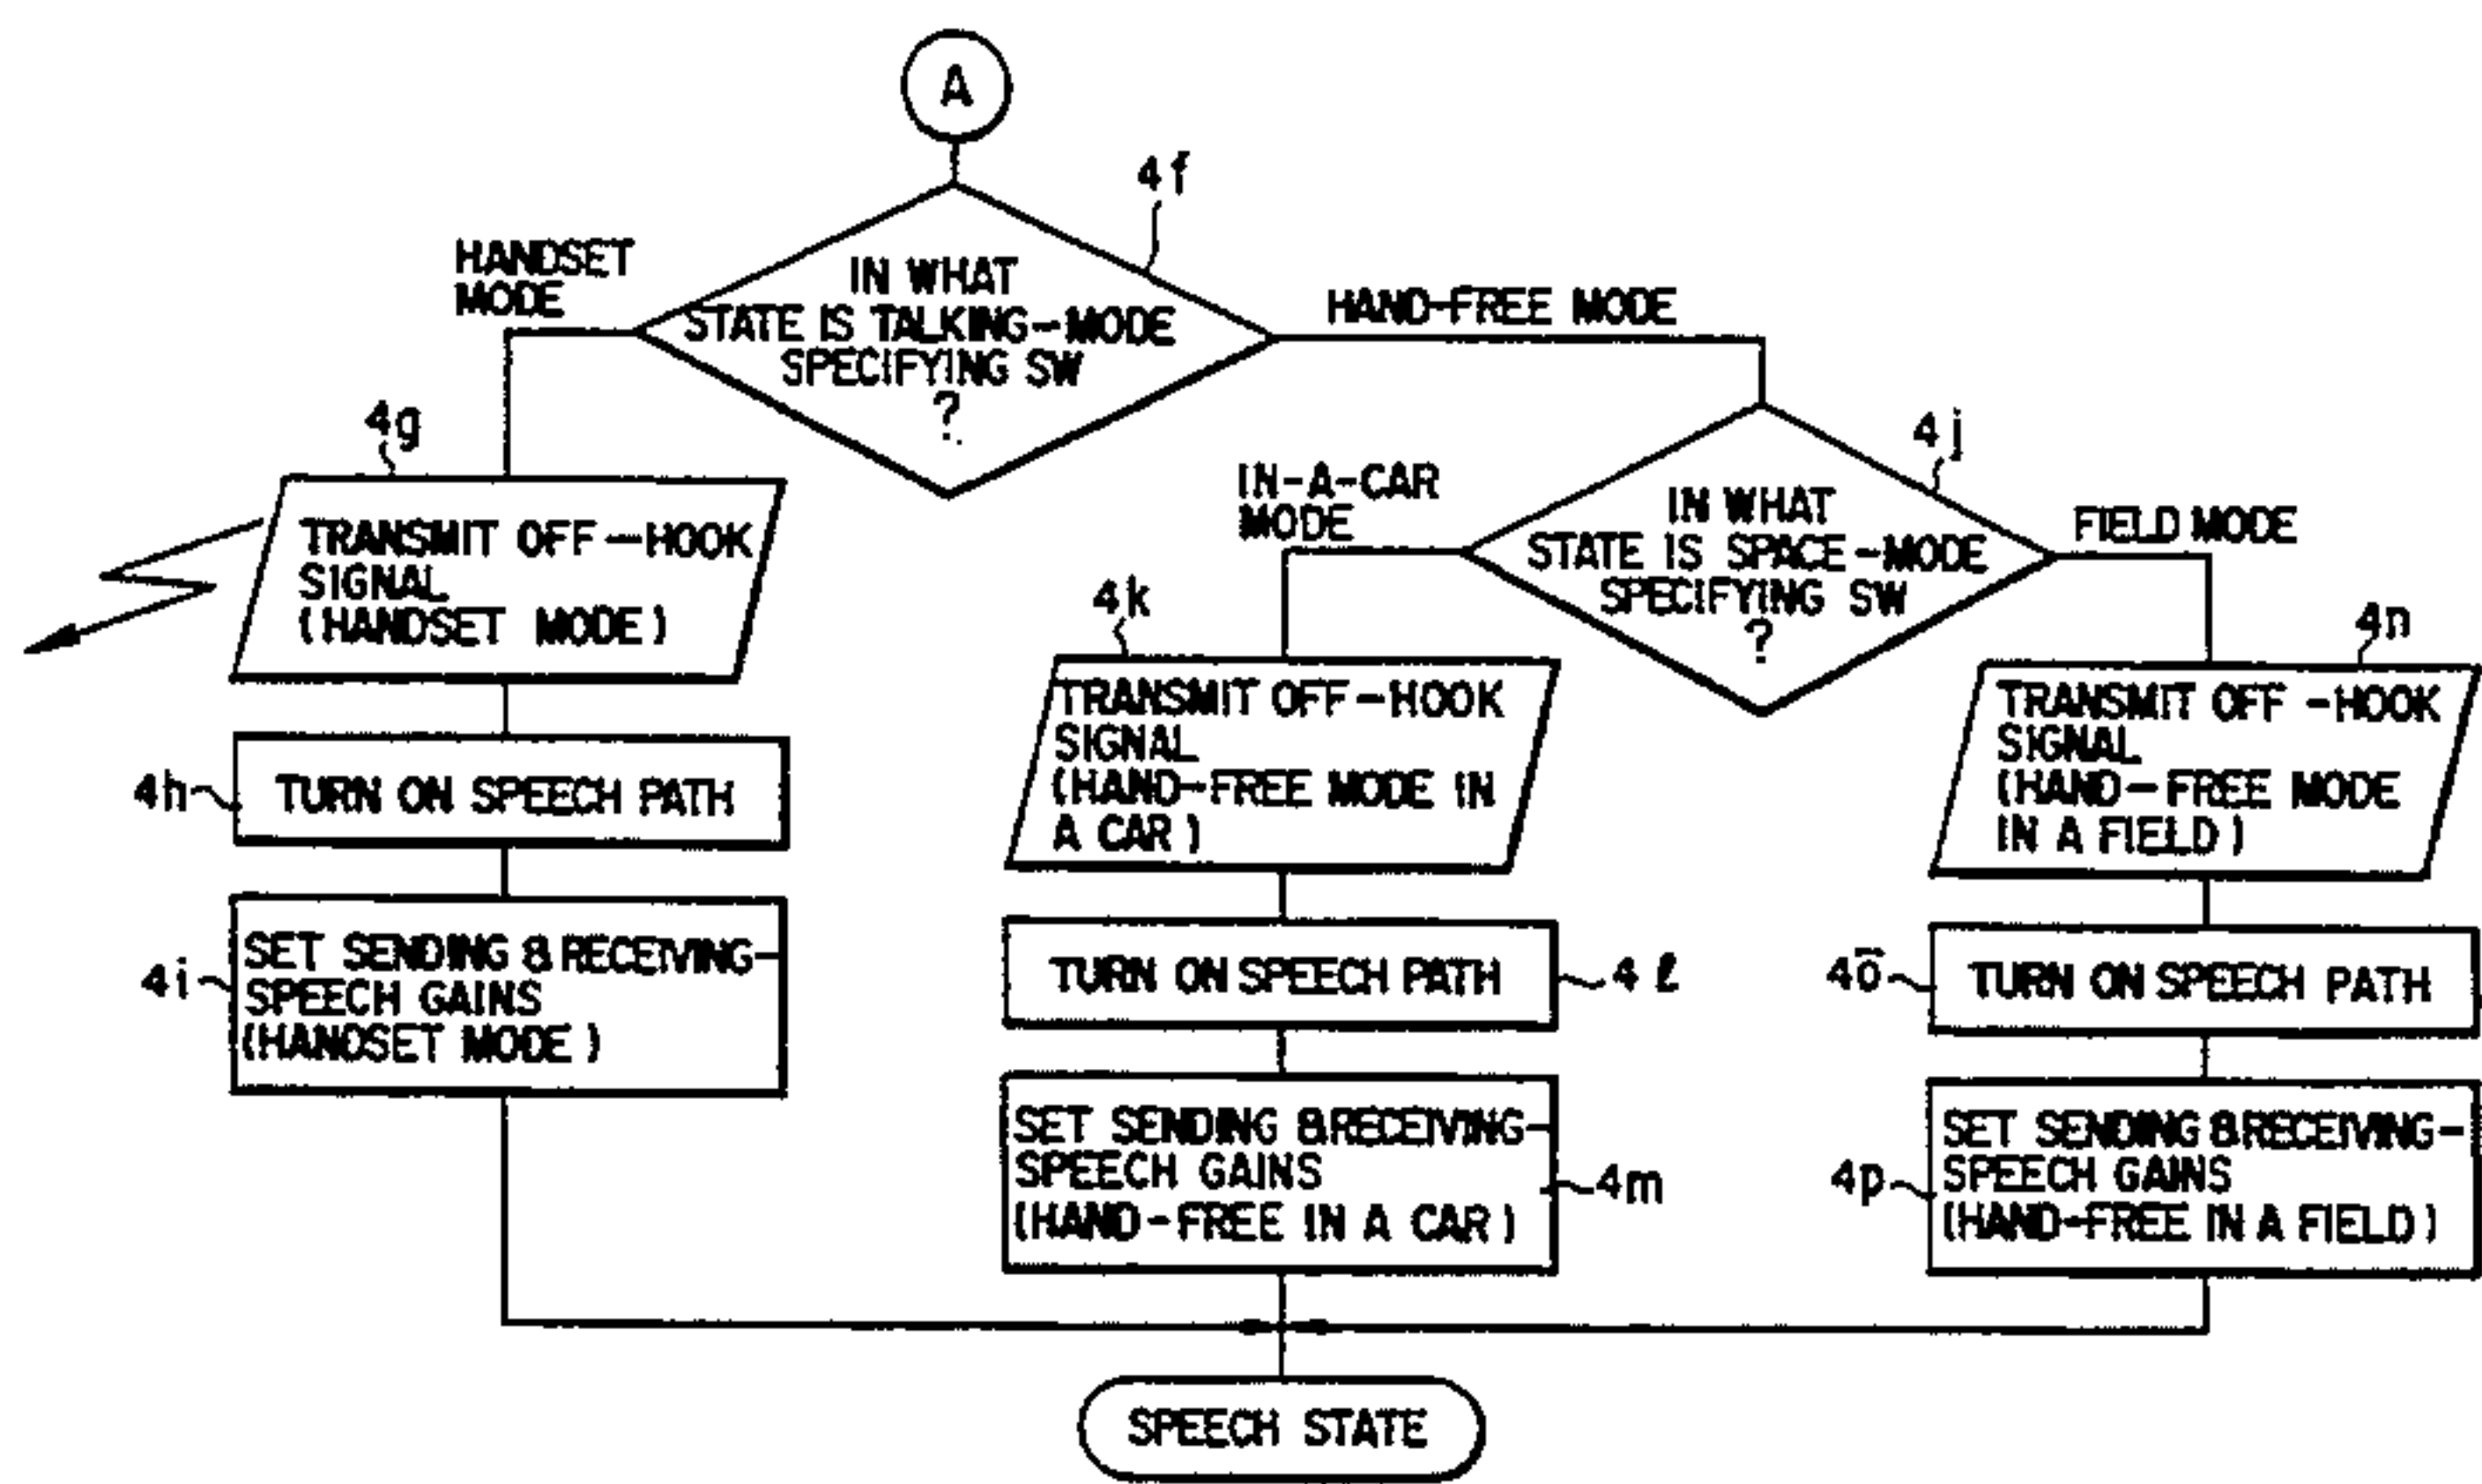 A
4f
HANDSET
MODE
IN WHAT
STATE IS TALKING-MODE
SPECIFYING SW
?
HAND-FREE MODE
4g
TRANSMIT OFF-HOOK
SIGNAL
(HANDSET MODE)
4h
TURN ON SPEECH PATH
4i
SET SENDING & RECEIVING-
SPEECH GAINS
(HANDSET MODE)
4j
IN-A-CAR
MODE
IN WHAT
STATE IS SPACE-MODE
SPECIFYING SW
?
FIELD MODE
4k
TRANSMIT OFF-HOOK
SIGNAL
(HAND-FREE MODE IN
A CAR)
TURN ON SPEECH PATH
4ℓ
SET SENDING & RECEIVING-
SPEECH GAINS
(HAND-FREE IN A CAR)
4m
4n
TRANSMIT OFF-HOOK
SIGNAL
(HAND-FREE MODE
IN A FIELD)
4o̅
TURN ON SPEECH PATH
4p
SET SENDING & RECEIVING-
SPEECH GAINS
(HAND-FREE IN A FIELD)
SPEECH STATE